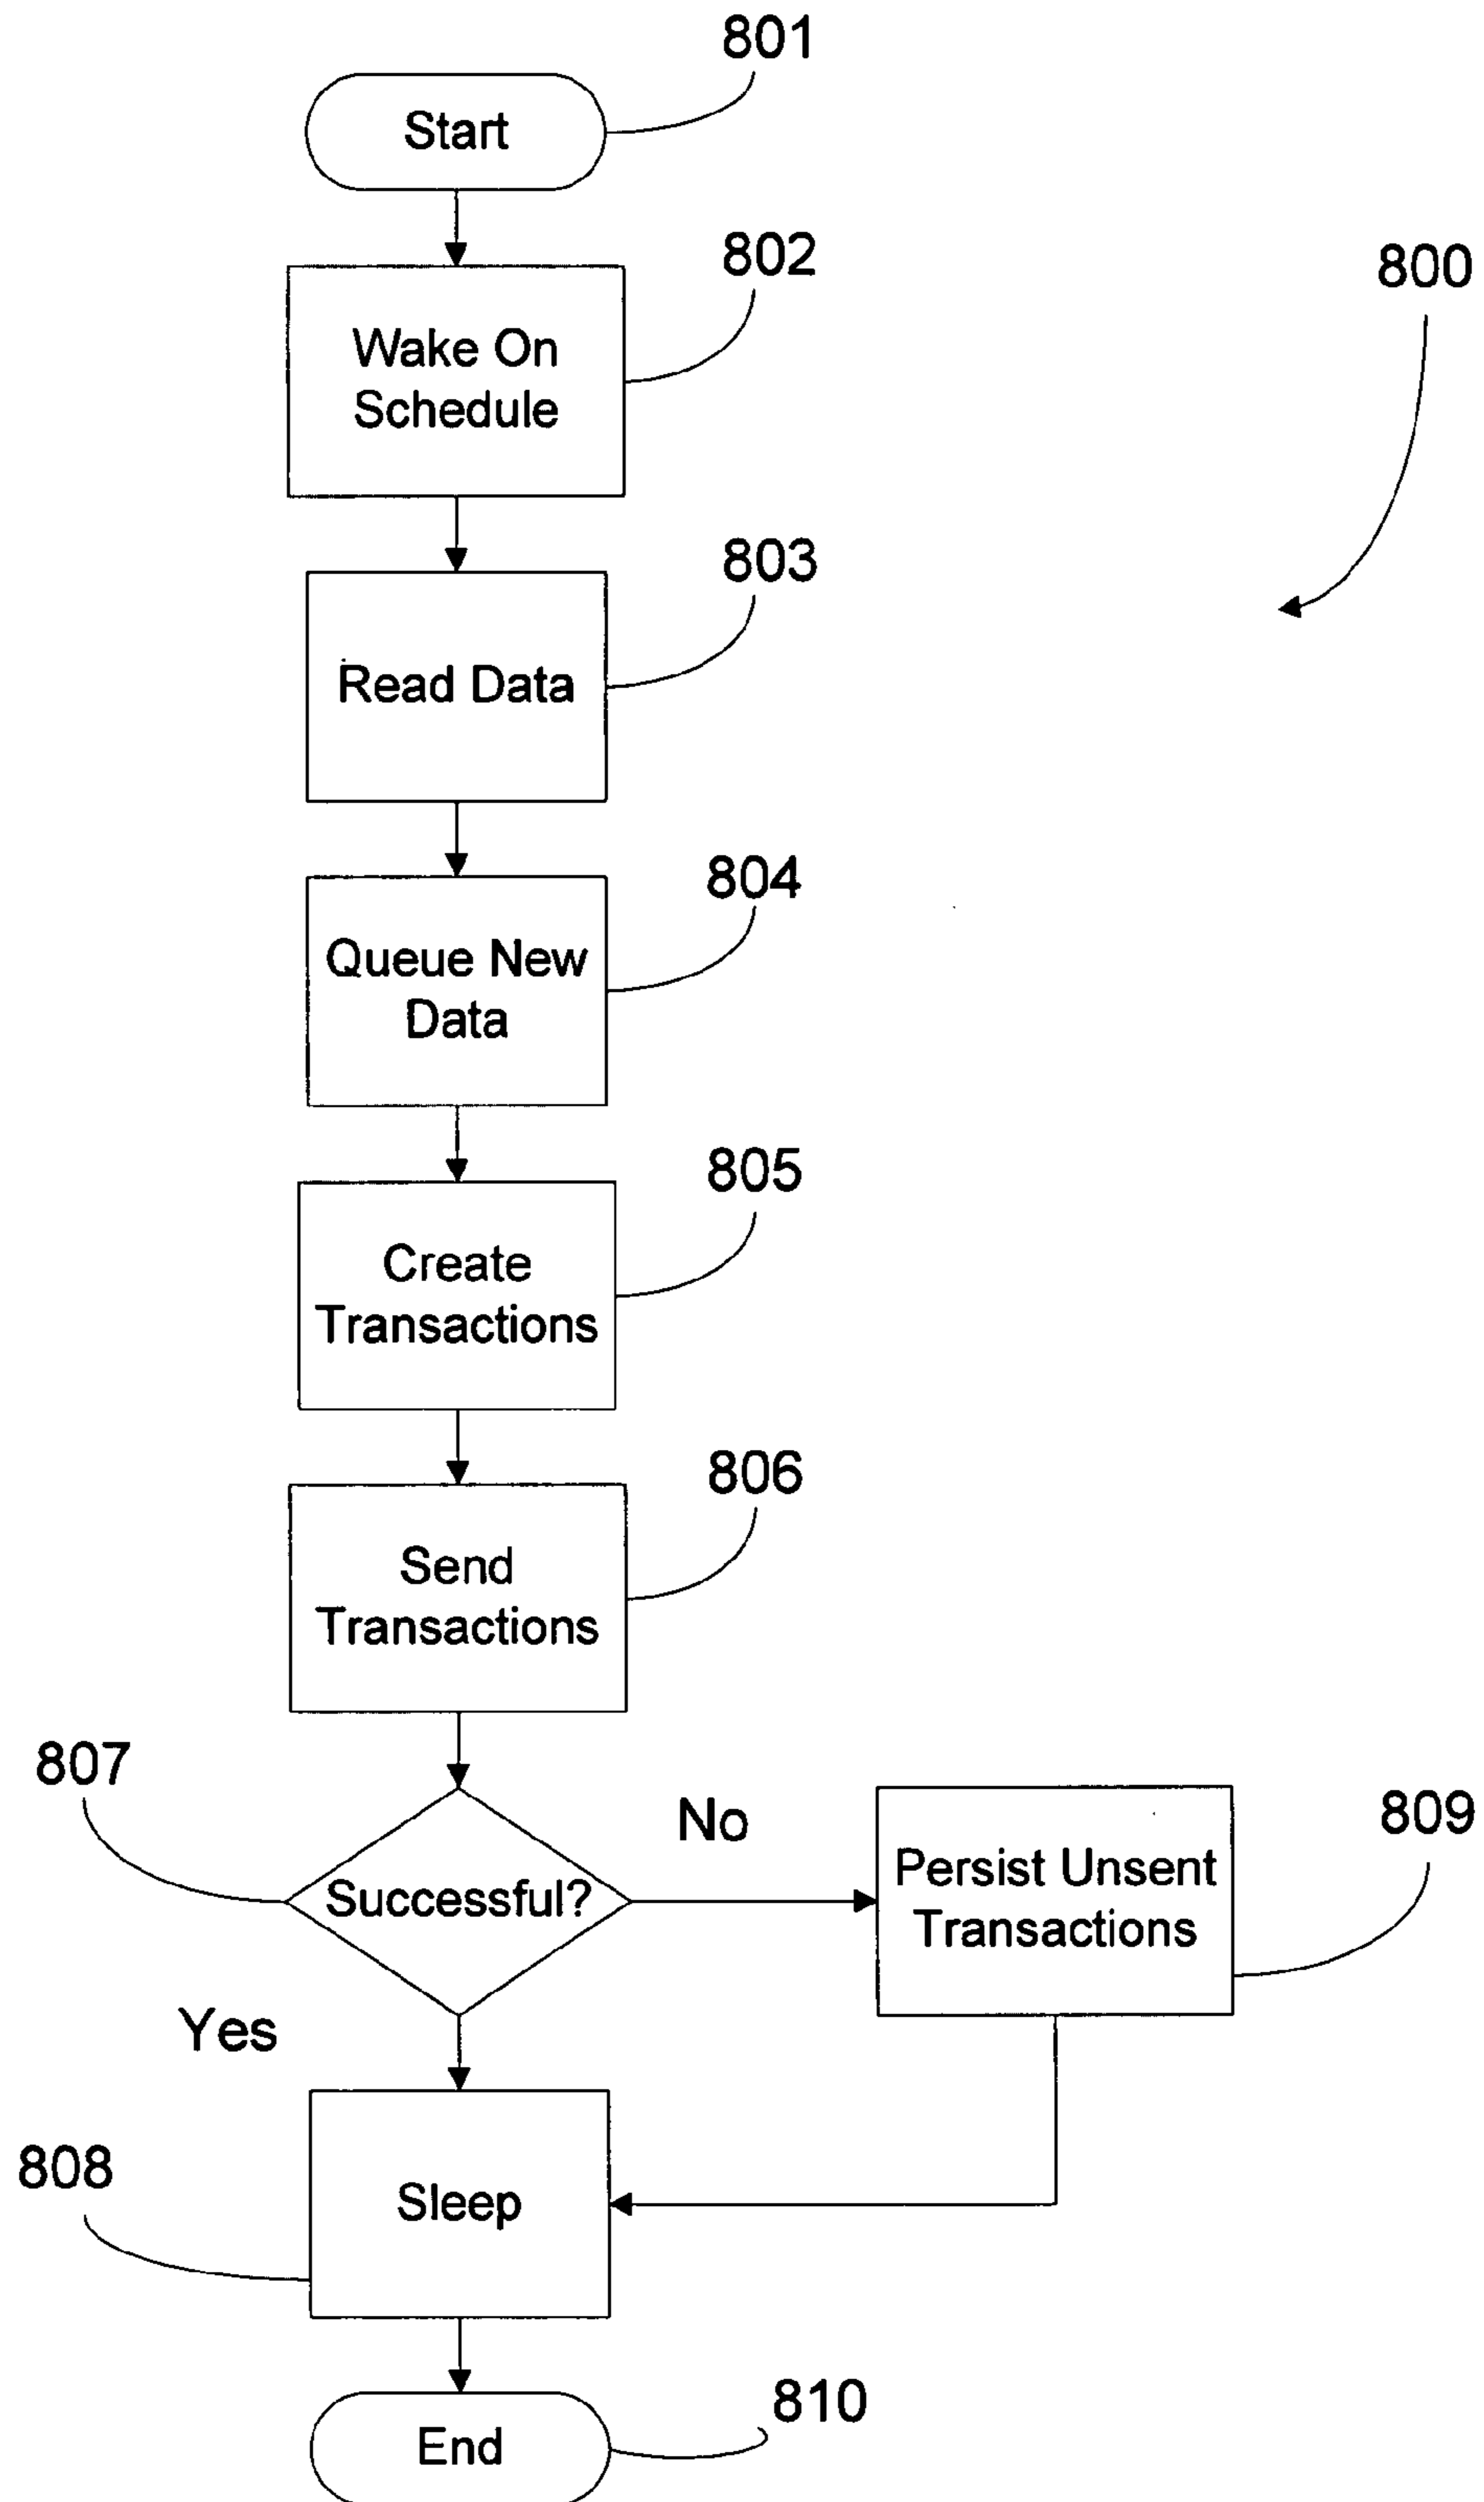 801
Start
802
800
Wake On
Schedule
803
Read Data
804
Queue New
Data
805
Create
Transactions
806
Send
Transactions
807
No
809
Successful?
Persist Unsent
Transactions
Yes
808
Sleep
810
End